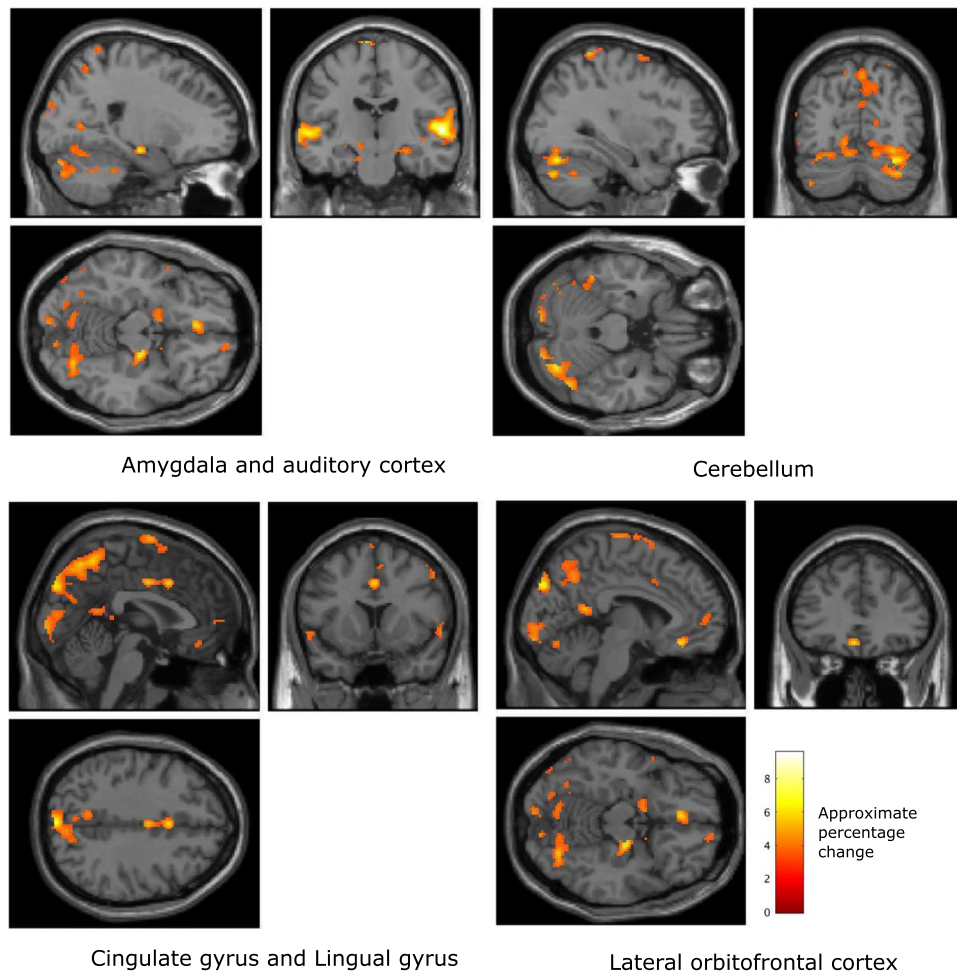 Amygdala and auditory cortex
Cerebellum
8
6
4
2
0
Approximate
percentage
change
Cingulate gyrus and Lingual gyrus
Lateral orbitofrontal cortex